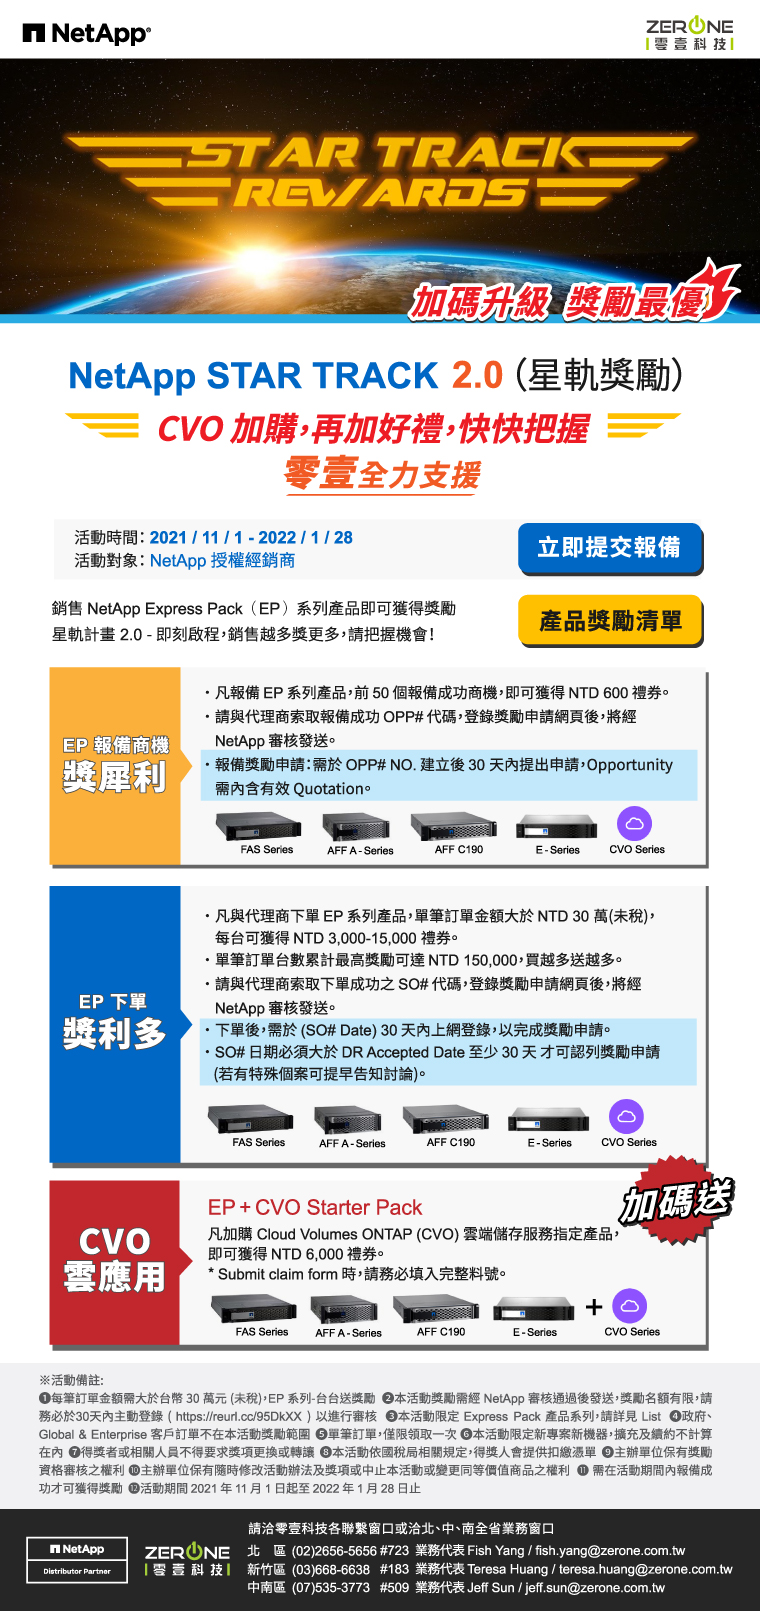 NetApp
ZERONE
零壹科技
STAR TRACK
REWARDS
加碼升級 獎勵最優
NetApp STAR TRACK 2.0（星軌獎勵）
CVO 加購，再加好禮，快快把握
零壹全力支援
活動時間：2021 / 11 / 1 - 2022 / 1 / 28
活動對象：NetApp 授權經銷商
立即提交報備
銷售 NetApp Express Pack（EP）系列產品即可獲得獎勵
星軌計畫 2.0 - 即刻啟程，銷售越多獎更多，請把握機會！
產品獎勵清單
EP 報備商機
獎犀利
・凡報備 EP 系列產品，前 50 個報備成功商機，即可獲得 NTD 600 禮券。
・請與代理商索取報備成功 OPP# 代碼，登錄獎勵申請網頁後，將經
NetApp 審核發送。
・報備獎勵申請：需於 OPP# NO. 建立後 30 天內提出申請，Opportunity
需內含有效 Quotation。
FAS Series
AFF A - Series
AFF C190
E - Series
CVO Series
EP 下單
獎利多
・凡與代理商下單 EP 系列產品，單筆訂單金額大於 NTD 30 萬(未稅)，
每台可獲得 NTD 3,000-15,000 禮券。
・單筆訂單台數累計最高獎勵可達 NTD 150,000，買越多送越多。
・請與代理商索取下單成功之 SO# 代碼，登錄獎勵申請網頁後，將經
NetApp 審核發送。
・下單後，需於 (SO# Date) 30 天內上網登錄，以完成獎勵申請。
・SO# 日期必須大於 DR Accepted Date 至少 30 天 才可認列獎勵申請
(若有特殊個案可提早告知討論)。
FAS Series
AFF A - Series
AFF C190
E - Series
CVO Series
加碼送
CVO
雲應用
EP + CVO Starter Pack
凡加購 Cloud Volumes ONTAP (CVO) 雲端儲存服務指定產品，
即可獲得 NTD 6,000 禮券。
* Submit claim form 時，請務必填入完整料號。
FAS Series
AFF A - Series
AFF C190
E - Series
+
CVO Series
※活動備註:
❶每筆訂單金額需大於台幣 30 萬元 (未稅)，EP 系列-台台送獎勵 ❷本活動獎勵需經 NetApp 審核通過後發送，獎勵名額有限，請
務必於30天內主動登錄 ( https://reurl.cc/95DkXX ) 以進行審核 ❸本活動限定 Express Pack 產品系列，請詳見 List ❹政府、
Global & Enterprise 客戶訂單不在本活動獎勵範圍 ❺單筆訂單，僅限領取一次 ❻本活動限定新專案新機器，擴充及續約不計算
在內 ❼得獎者或相關人員不得要求獎項更換或轉讓 ❽本活動依國稅局相關規定，得獎人會提供扣繳憑單 ❾主辦單位保有獎勵
資格審核之權利 ❿主辦單位保有隨時修改活動辦法及獎項或中止本活動或變更同等價值商品之權利 ⓫ 需在活動期間內報備成
功才可獲得獎勵 ⓬活動期間 2021 年 11 月 1 日起至 2022 年 1 月 28 日止
NetApp
Distributor Partner
ZERONE
零壹科技
請洽零壹科技各聯繫窗口或洽北、中、南全省業務窗口
北 區 (02)2656-5656 #723 業務代表 Fish Yang / fish.yang@zerone.com.tw
新竹區 (03)668-6638 #183 業務代表 Teresa Huang / teresa.huang@zerone.com.tw
中南區 (07)535-3773 #509 業務代表 Jeff Sun / jeff.sun@zerone.com.tw